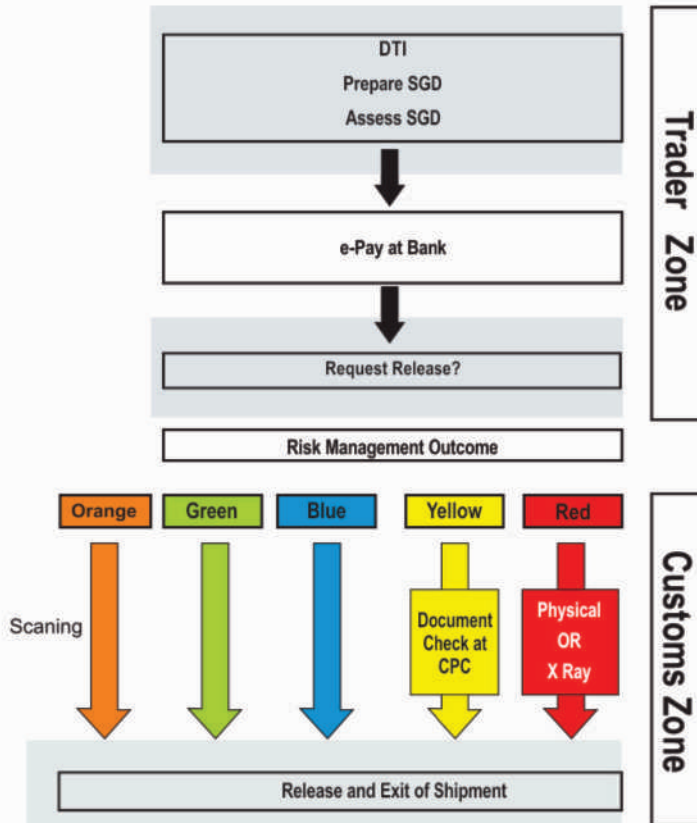 DTI
Prepare SGD
Assess SGD
e-Pay at Bank
Request Release?
Risk Management Outcome
Trader Zone
Orange
Green
Blue
Yellow
Red
Scaning
Document
Check at
CPC
Physical
OR
X Ray
Customs Zone
Release and Exit of Shipment